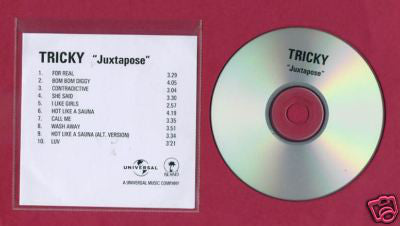 TRICKY "Juxtapose"
1. FOR REAL 3.29
2. BOM BOM DIGGY 4.05
3. CONTRADICTIVE 3.04
4. SHE SAID 3.30
5. I LIKE GIRLS 2.57
6. HOT LIKE A SAUNA 4.19
7. CALL ME 3.35
8. WASH AWAY 3.51
9. HOT LIKE A SAUNA (ALT. VERSION) 3.34
10. LUV 3'21
UNIVERSAL
ISLAND
A UNIVERSAL MUSIC COMPANY
TRICKY
"Juxtapose"